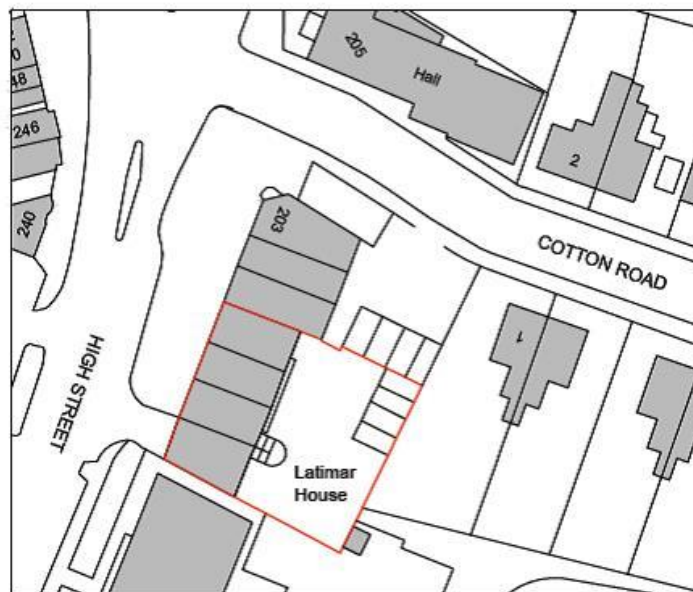 205
Hall
48
246
2
240
203
COTTON ROAD
1
HIGH STREET
Latimar
House